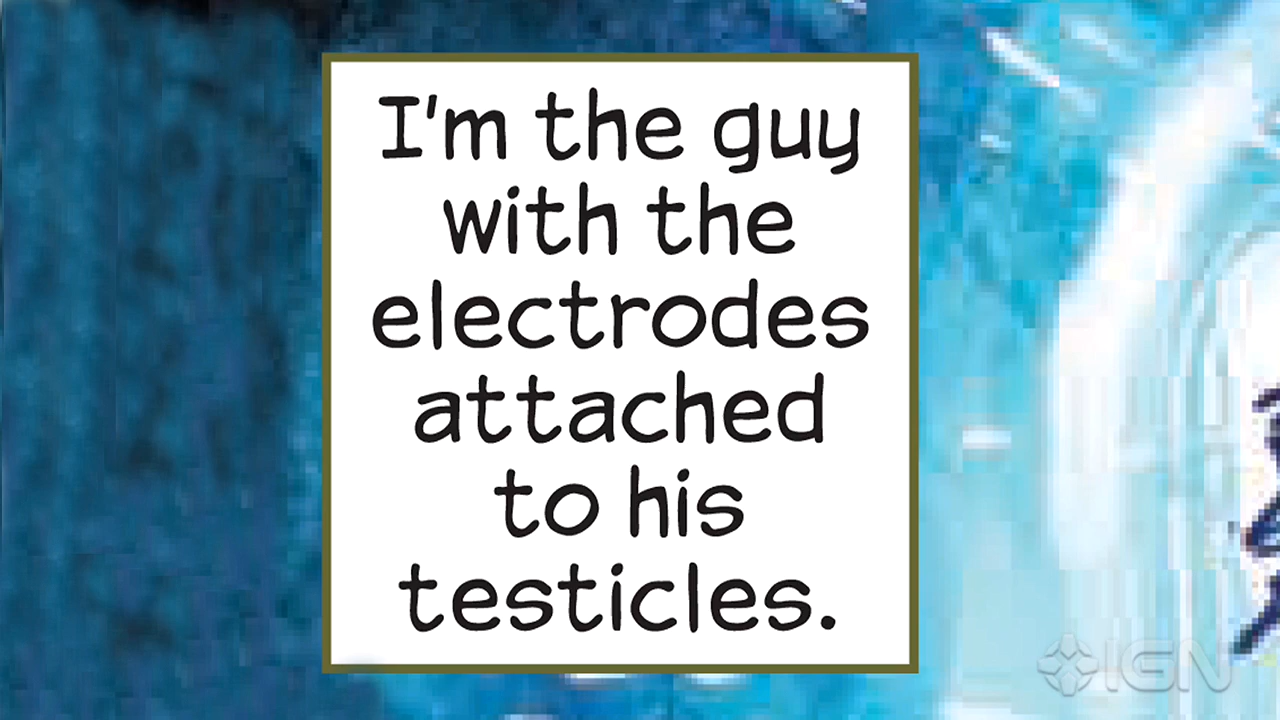 I'm the guy
with the
electrodes
attached
to his
testicles.
IGN